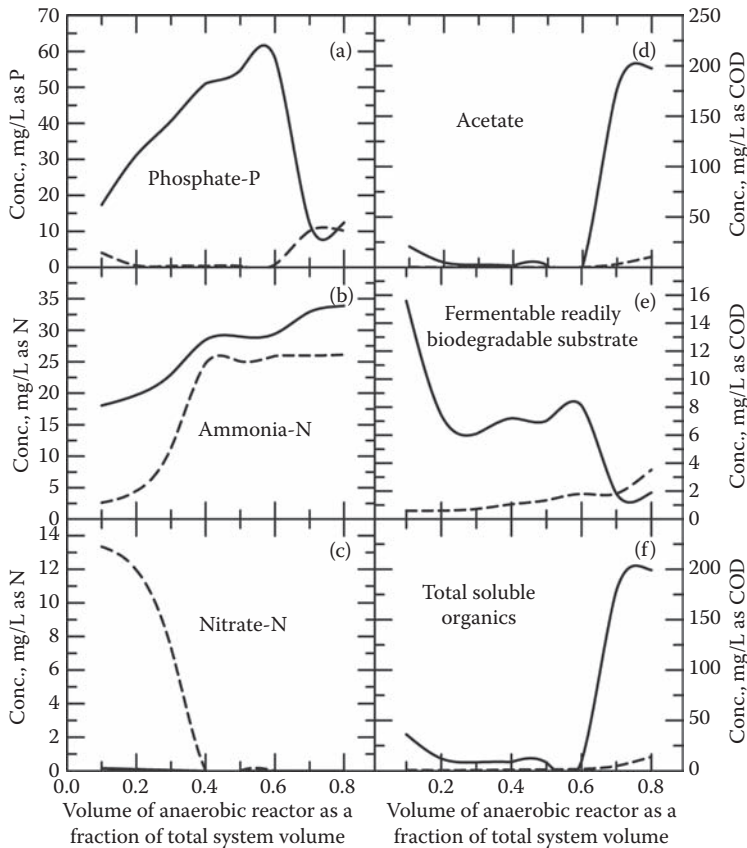 70
60
50
40
30
20
10
0
Conc., mg/L as P
(a)
Phosphate-P
250
200
150
100
50
Conc., mg/L as COD
(d)
Acetate
35
30
25
20
15
10
5
0
Conc., mg/L as N
(b)
Ammonia-N
16
14
12
10
8
6
4
2
0
Conc., mg/L as COD
(e)
Fermentable readily
biodegradable substrate
14
12
10
8
6
4
2
0
Conc., mg/L as N
(c)
Nitrate-N
200
150
100
50
0
Conc., mg/L as COD
(f)
Total soluble
organics
0.0 0.2 0.4 0.6 0.8
0.2 0.4 0.6 0.8
Volume of anaerobic reactor as a
fraction of total system volume
Volume of anaerobic reactor as a
fraction of total system volume